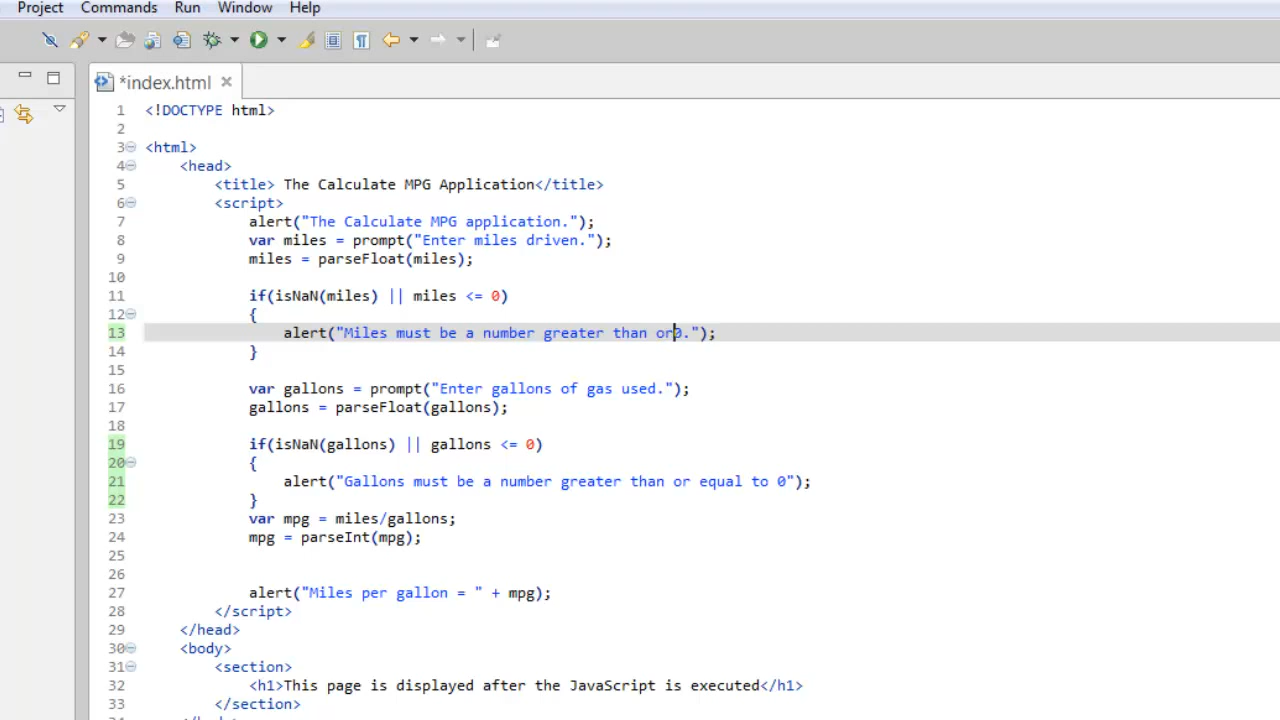 Project Commands Run Window Help
*index.html
1 <!DOCTYPE html>
2
3 <html>
4 <head>
5 <title> The Calculate MPG Application</title>
6 <script>
7 alert("The Calculate MPG application.");
8 var miles = prompt("Enter miles driven.");
9 miles = parseFloat(miles);
10
11 if(isNaN(miles) || miles <= 0)
12 {
13 alert("Miles must be a number greater than or0.");
14 }
15
16 var gallons = prompt("Enter gallons of gas used.");
17 gallons = parseFloat(gallons);
18
19 if(isNaN(gallons) || gallons <= 0)
20 {
21 alert("Gallons must be a number greater than or equal to 0");
22 }
23 var mpg = miles/gallons;
24 mpg = parseInt(mpg);
25
26
27 alert("Miles per gallon = " + mpg);
28 </script>
29 </head>
30 <body>
31 <section>
32 <h1>This page is displayed after the JavaScript is executed</h1>
33 </section>